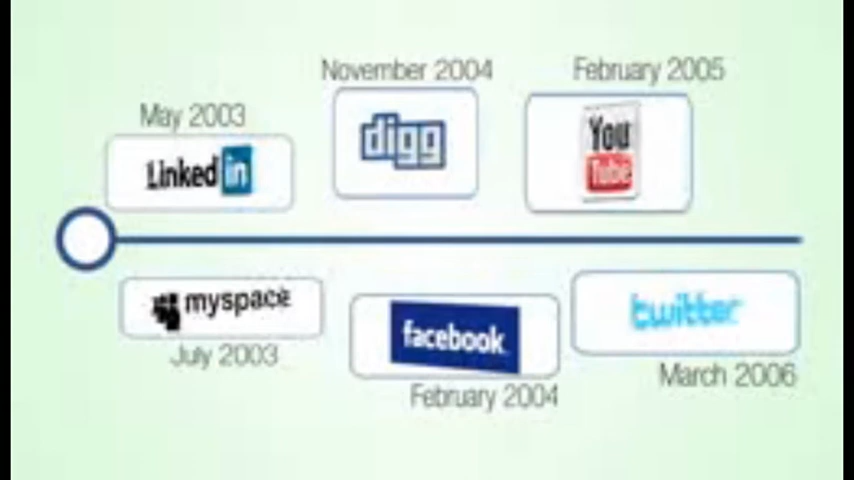 November 2004
February 2005
May 2003
digg
You
Tube
Linked in
myspace
facebook
twitter
July 2003
March 2006
February 2004